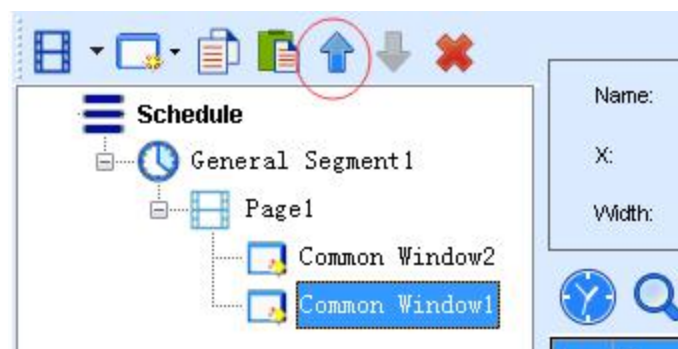 Schedule
General Segment1
Page1
Common Window2
Common Window1
Name:
X:
Width: